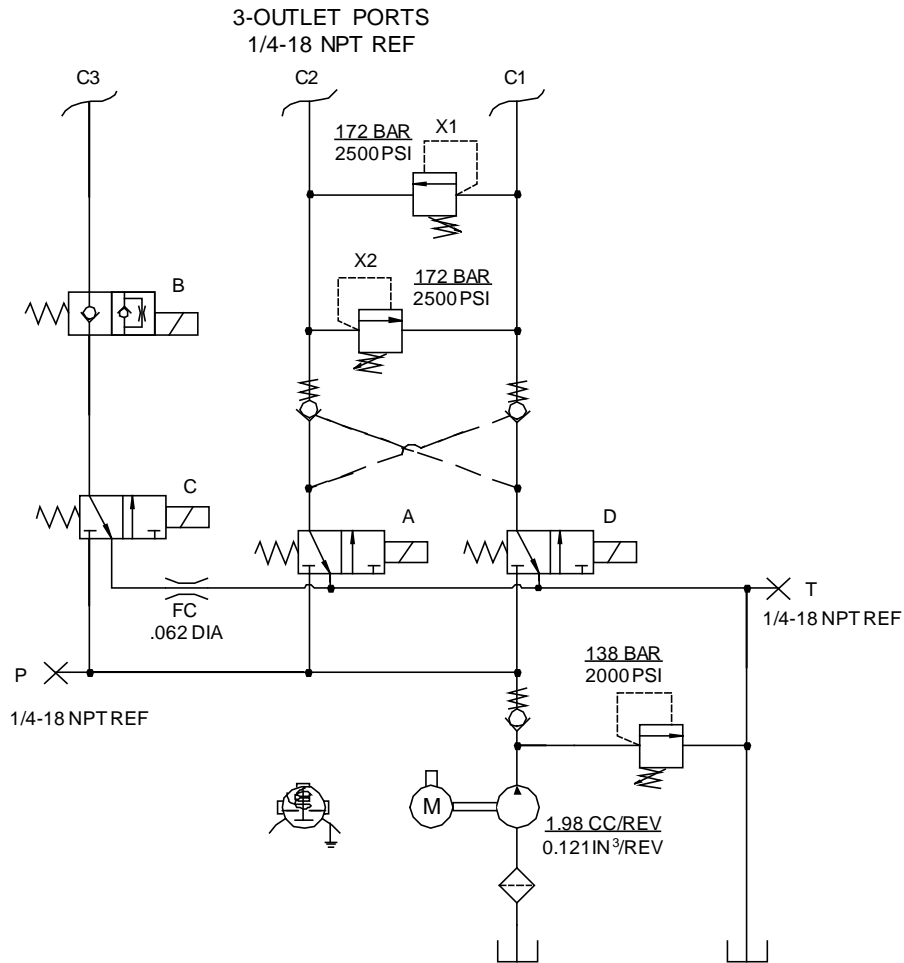 3-OUTLET PORTS
1/4-18 NPT REF
C3
C2
C1
172 BAR
2500 PSI
X1
X2
172 BAR
2500 PSI
B
C
A
D
FC
.062 DIA
T
1/4-18 NPT REF
P
1/4-18 NPT REF
138 BAR
2000 PSI
M
1.98 CC/REV
0.121 IN³/REV